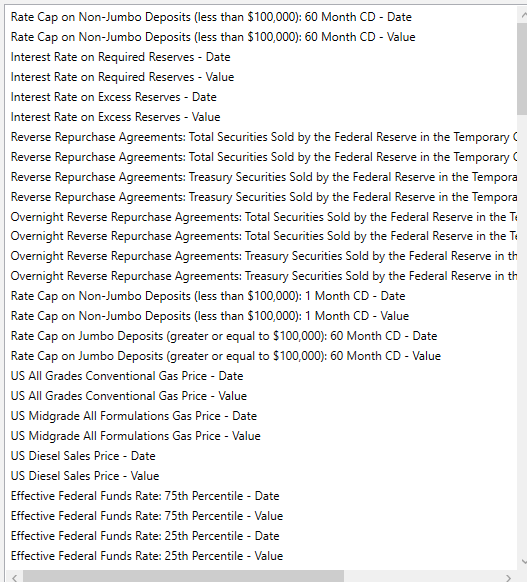 Rate Cap on Non-Jumbo Deposits (less than $100,000): 60 Month CD - Date
Rate Cap on Non-Jumbo Deposits (less than $100,000): 60 Month CD - Value
Interest Rate on Required Reserves - Date
Interest Rate on Required Reserves - Value
Interest Rate on Excess Reserves - Date
Interest Rate on Excess Reserves - Value
Reverse Repurchase Agreements: Total Securities Sold by the Federal Reserve in the Temporary
Reverse Repurchase Agreements: Total Securities Sold by the Federal Reserve in the Temporary
Reverse Repurchase Agreements: Treasury Securities Sold by the Federal Reserve in the Tempora
Reverse Repurchase Agreements: Treasury Securities Sold by the Federal Reserve in the Tempora
Overnight Reverse Repurchase Agreements: Total Securities Sold by the Federal Reserve in the Te
Overnight Reverse Repurchase Agreements: Total Securities Sold by the Federal Reserve in the Te
Overnight Reverse Repurchase Agreements: Treasury Securities Sold by the Federal Reserve in th
Overnight Reverse Repurchase Agreements: Treasury Securities Sold by the Federal Reserve in th
Rate Cap on Non-Jumbo Deposits (less than $100,000): 1 Month CD - Date
Rate Cap on Non-Jumbo Deposits (less than $100,000): 1 Month CD - Value
Rate Cap on Jumbo Deposits (greater or equal to $100,000): 60 Month CD - Date
Rate Cap on Jumbo Deposits (greater or equal to $100,000): 60 Month CD - Value
US All Grades Conventional Gas Price - Date
US All Grades Conventional Gas Price - Value
US Midgrade All Formulations Gas Price - Date
US Midgrade All Formulations Gas Price - Value
US Diesel Sales Price - Date
US Diesel Sales Price - Value
Effective Federal Funds Rate: 75th Percentile - Date
Effective Federal Funds Rate: 75th Percentile - Value
Effective Federal Funds Rate: 25th Percentile - Date
Effective Federal Funds Rate: 25th Percentile - Value